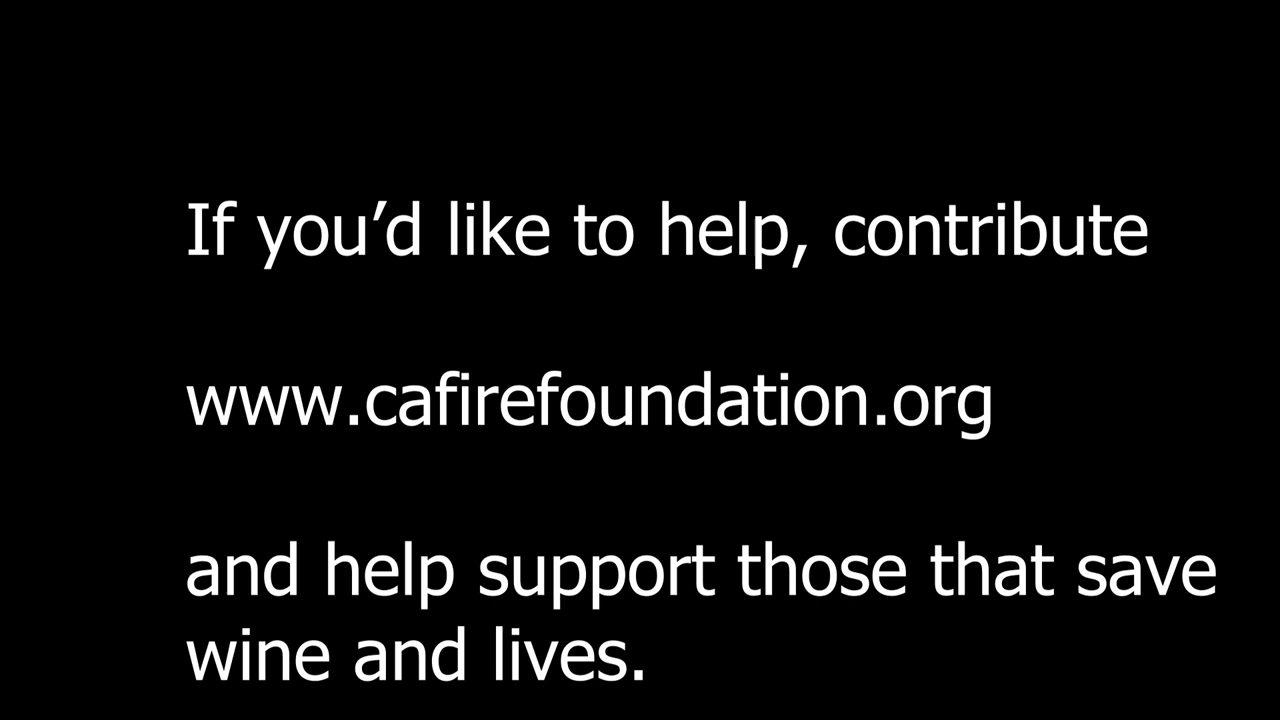 If you’d like to help, contribute
www.cafirefoundation.org
and help support those that save
wine and lives.